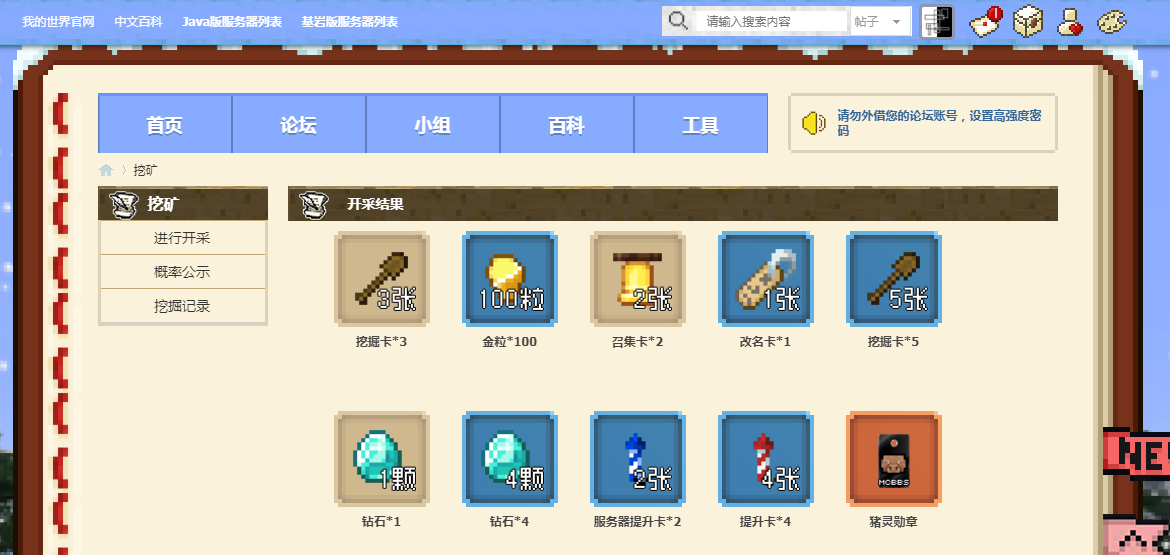 我的世界官网 中文百科 Java版服务器列表 基岩版服务器列表 请输入搜索内容 帖子
首页 论坛 小组 百科 工具
请勿外借您的论坛账号，设置高强度密
码
挖矿
挖矿
进行开采
概率公示
挖掘记录
开采结果
3张 100粒 2张 1张 5张
挖掘卡*3 金粒*100 召集卡*2 改名卡*1 挖掘卡*5
1颗 4颗 2张 4张 MCBBS
钻石*1 钻石*4 服务器提升卡*2 提升卡*4 猪灵勋章